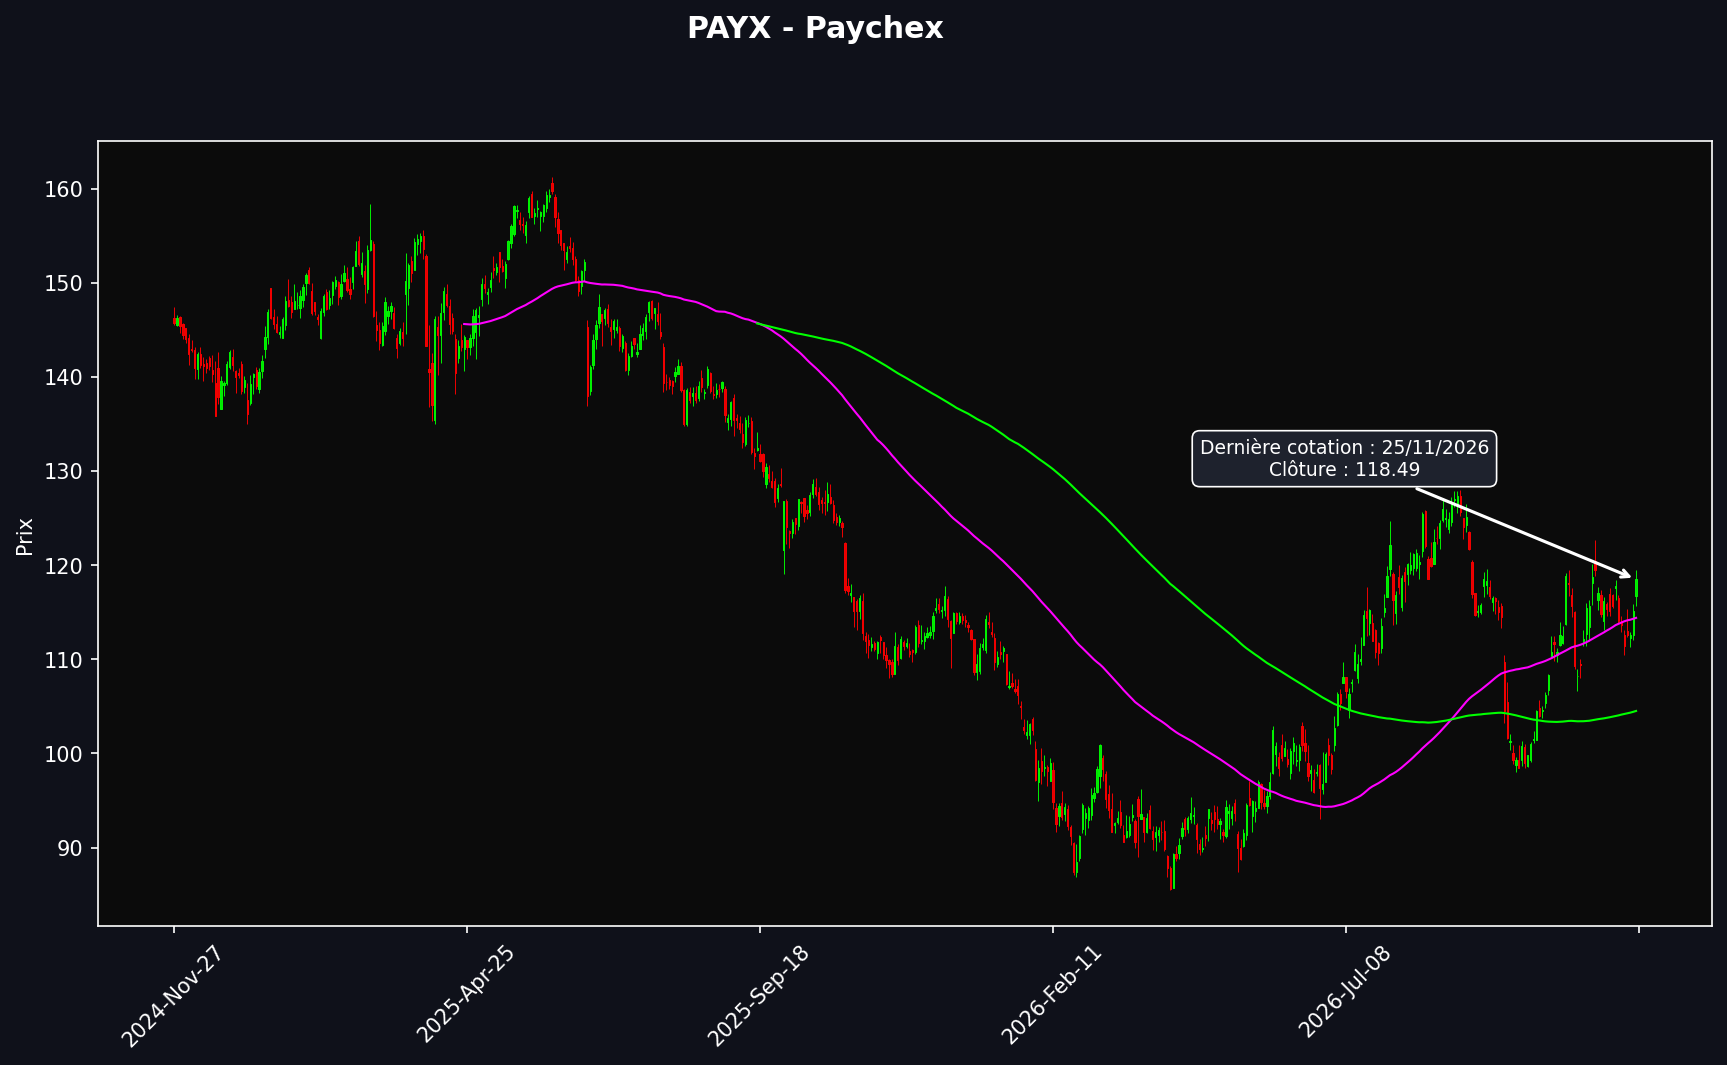 PAYX - Paychex
160
150
140
130
120
110
100
90
Prix
Dernière cotation : 25/11/2026
Clôture : 118.49
2024-Nov-27
2025-Apr-25
2025-Sep-18
2026-Feb-11
2026-Jul-08